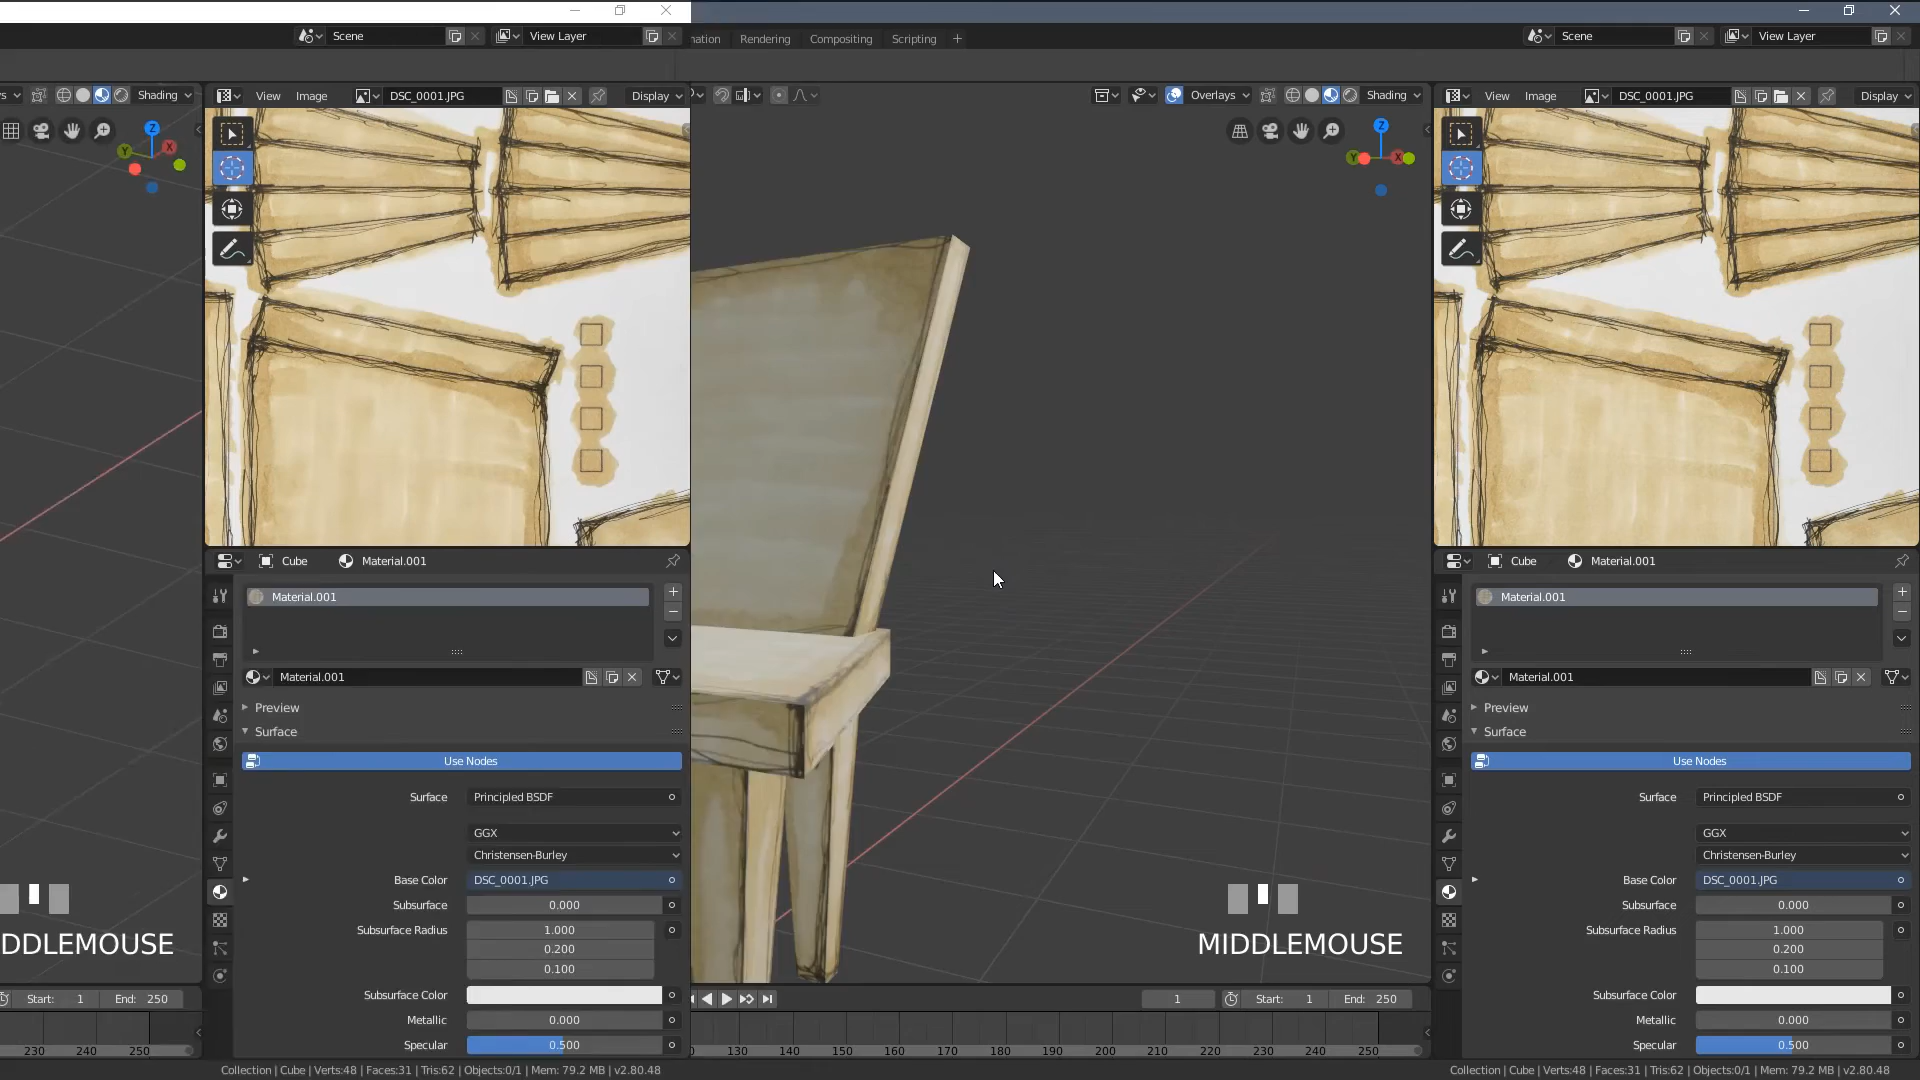 Scene
View Layer
ation Rendering Compositing Scripting +
Scene
View Layer
s Shading
View Image DSC_0001.JPG Display
Overlays Shading
View Image DSC_0001.JPG Display
Z
Y X
Z
Y X
Cube Material.001
Cube Material.001
Material.001
Material.001
Material.001
Material.001
Preview
Preview
Surface
Surface
Use Nodes
Use Nodes
Surface Principled BSDF
Surface Principled BSDF
GGX
GGX
Christensen-Burley
Christensen-Burley
Base Color DSC_0001.JPG
Base Color DSC_0001.JPG
Subsurface 0.000
Subsurface 0.000
Subsurface Radius 1.000
0.200
0.100
Subsurface Radius 1.000
0.200
0.100
DDLEMOUSE
MIDDLEMOUSE
Subsurface Color
Subsurface Color
Start: 1 End: 250
1 Start: 1 End: 250
Metallic 0.000
Metallic 0.000
Specular 0.500
Specular 0.500
230 240 250
130 140 150 160 170 180 190 200 210 220 230 240 250
Collection | Cube | Verts:48 | Faces:31 | Tris:62 | Objects:0/1 | Mem: 79.2 MB | v2.80.48
Collection | Cube | Verts:48 | Faces:31 | Tris:62 | Objects:0/1 | Mem: 79.2 MB | v2.80.48